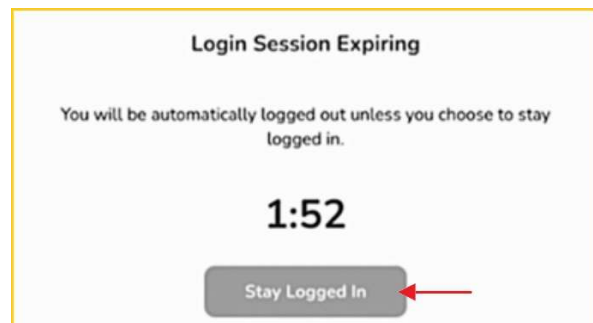 Login Session Expiring
You will be automatically logged out unless you choose to stay
logged in.
1:52
Stay Logged In